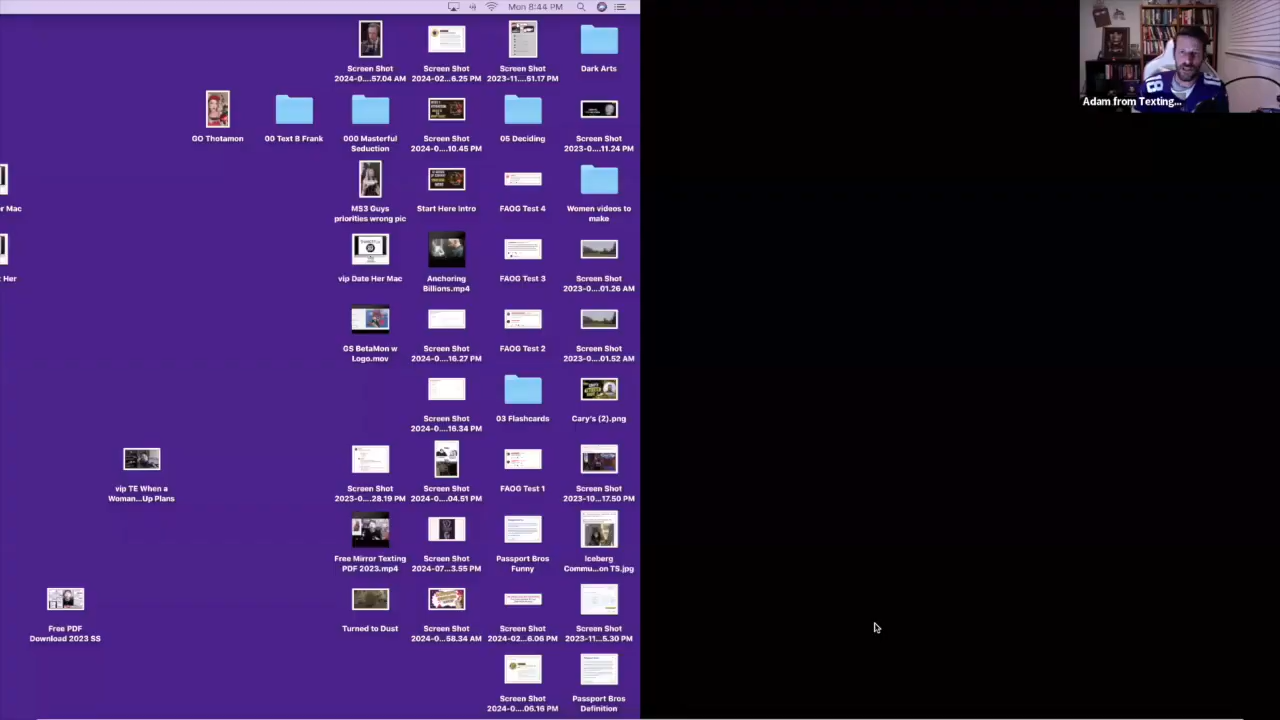 Mon 8:44 PM
Screen Shot
2024-0....57.04 AM
Screen Shot
2024-02...6.25 PM
Screen Shot
2023-11....51.17 PM
Dark Arts
Adam from Texting...
GO Thotamon
00 Text B Frank
000 Masterful
Seduction
Screen Shot
2024-0....10.45 PM
05 Deciding
Screen Shot
2023-0....11.24 PM
er Mac
MS3 Guys
priorities wrong pic
Start Here Intro
FAOG Test 4
Women videos to
make
t Her
vip Date Her Mac
Anchoring
Billions.mp4
FAOG Test 3
Screen Shot
2023-0....01.26 AM
GS BetaMon w
Logo.mov
Screen Shot
2024-0....16.27 PM
FAOG Test 2
Screen Shot
2023-0....01.52 AM
Screen Shot
2024-0....16.34 PM
03 Flashcards
Cary's (2).png
vip TE When a
Woman...Up Plans
Screen Shot
2023-0....28.19 PM
Screen Shot
2024-0....04.51 PM
FAOG Test 1
Screen Shot
2023-10...17.50 PM
Free Mirror Texting
PDF 2023.mp4
Screen Shot
2024-07...3.55 PM
Passport Bros
Funny
Iceberg
Commu...on TS.jpg
Free PDF
Download 2023 SS
Turned to Dust
Screen Shot
2024-0....58.34 AM
Screen Shot
2024-02...6.06 PM
Screen Shot
2023-11...5.30 PM
Screen Shot
2024-0....06.16 PM
Passport Bros
Definition